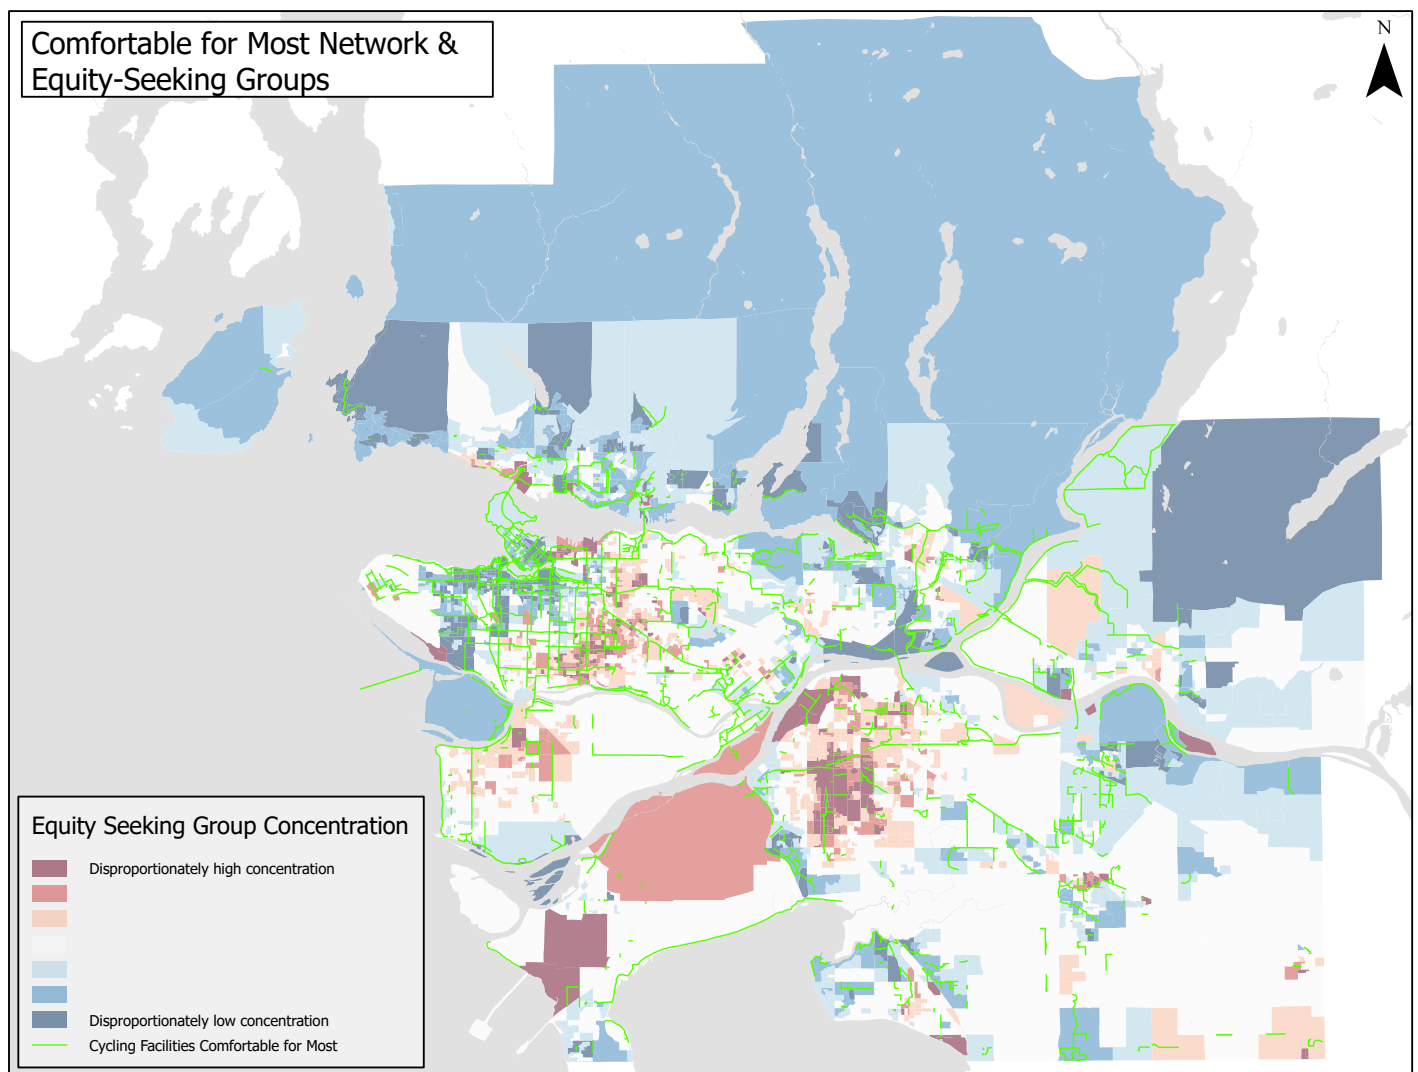 Comfortable for Most Network &
Equity-Seeking Groups
N
Equity Seeking Group Concentration
Disproportionately high concentration
Disproportionately low concentration
Cycling Facilities Comfortable for Most